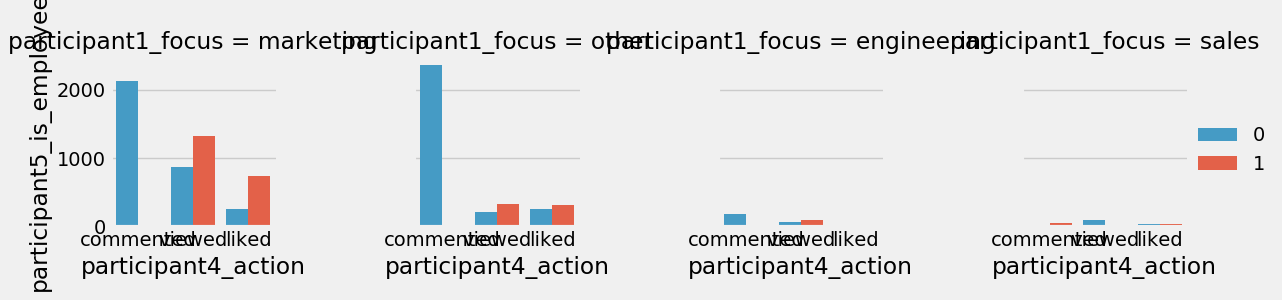 participant1_focus = marketing
participant1_focus = other
participant1_focus = engineering
participant1_focus = sales
participant5_is_employee
2000
1000
0
commented viewed liked
commented viewed liked
commented viewed liked
commented viewed liked
participant4_action
participant4_action
participant4_action
participant4_action
0
1